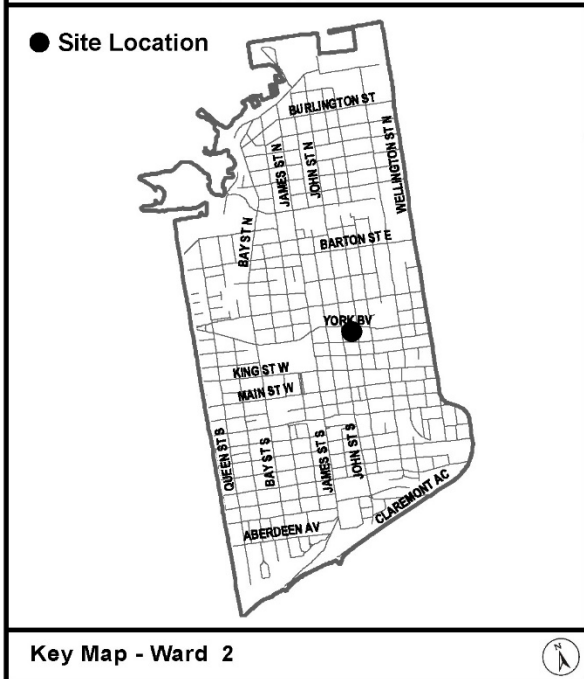 Site Location
BURLINGTON ST
JAMES ST N
JOHN ST N
WELLINGTON ST N
BAY ST N
BARTON ST E
YORK BV
KING ST W
MAIN ST W
QUEEN ST S
BAY ST S
JAMES ST S
JOHN ST S
CLAREMONT AC
ABERDEEN AV
Key Map - Ward 2
N